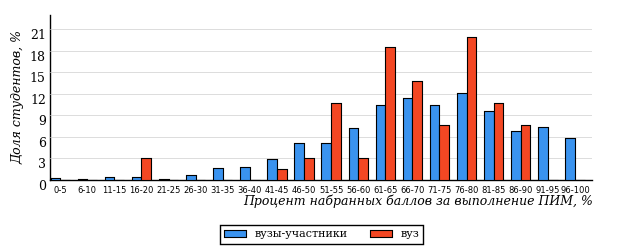 Доля студентов, %
21
18
15
12
9
6
3
0
0-5 6-10 11-15 16-20 21-25 26-30 31-35 36-40 41-45 46-50 51-55 56-60 61-65 66-70 71-75 76-80 81-85 86-90 91-95 96-100
Процент набранных баллов за выполнение ПИМ, %
вузы-участники вуз